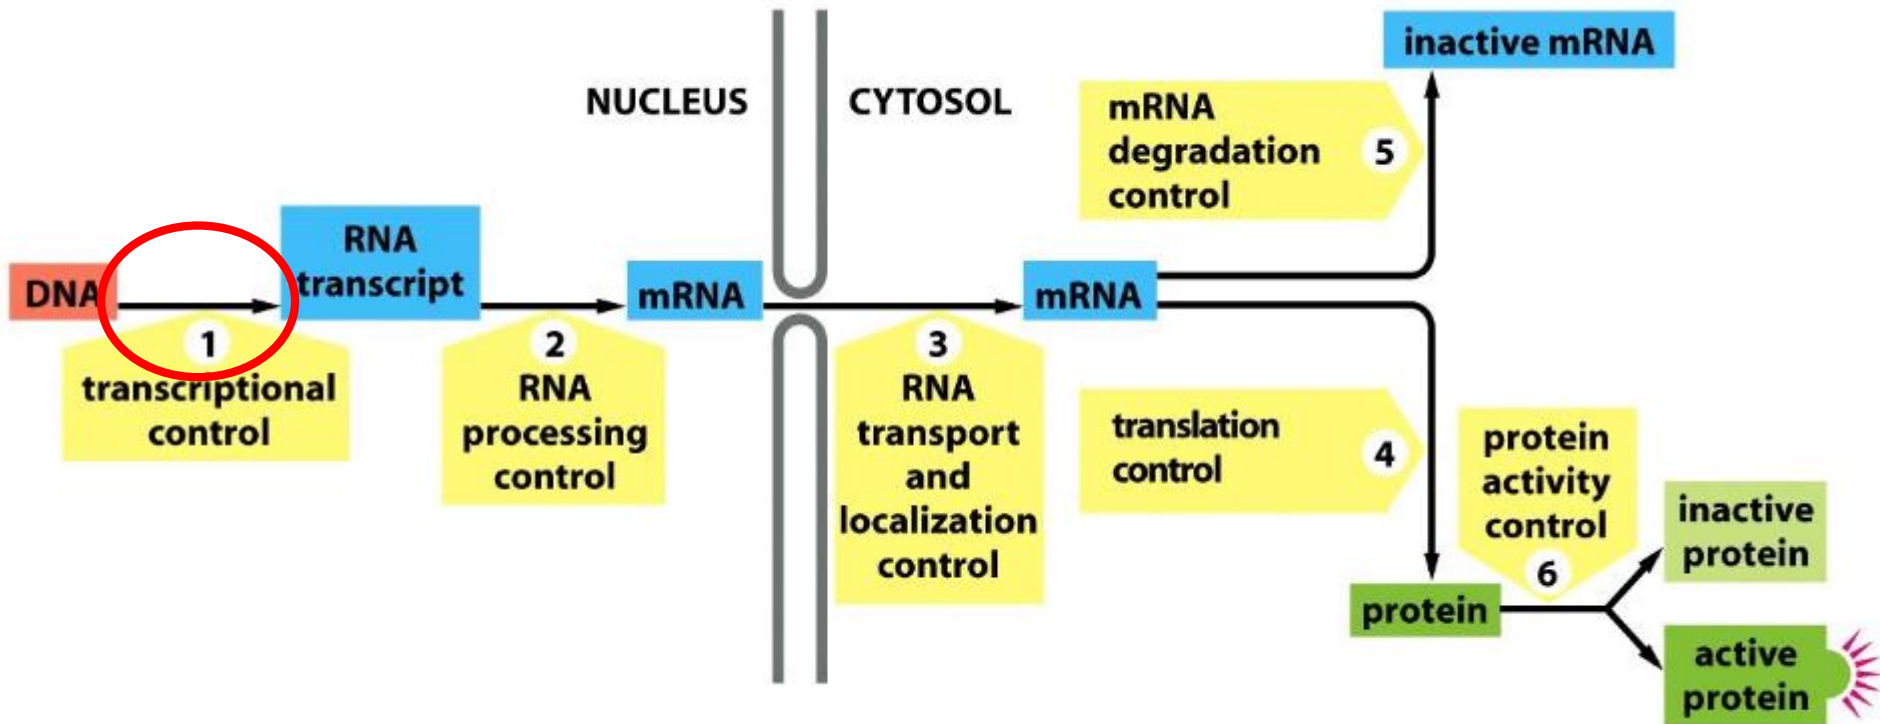 NUCLEUS
CYTOSOL
DNA
1
transcriptional
control
RNA
transcript
2
RNA
processing
control
mRNA
3
RNA
transport
and
localization
control
mRNA
mRNA
degradation
control
5
inactive mRNA
translation
control
4
protein
protein
activity
control
6
inactive
protein
active
protein